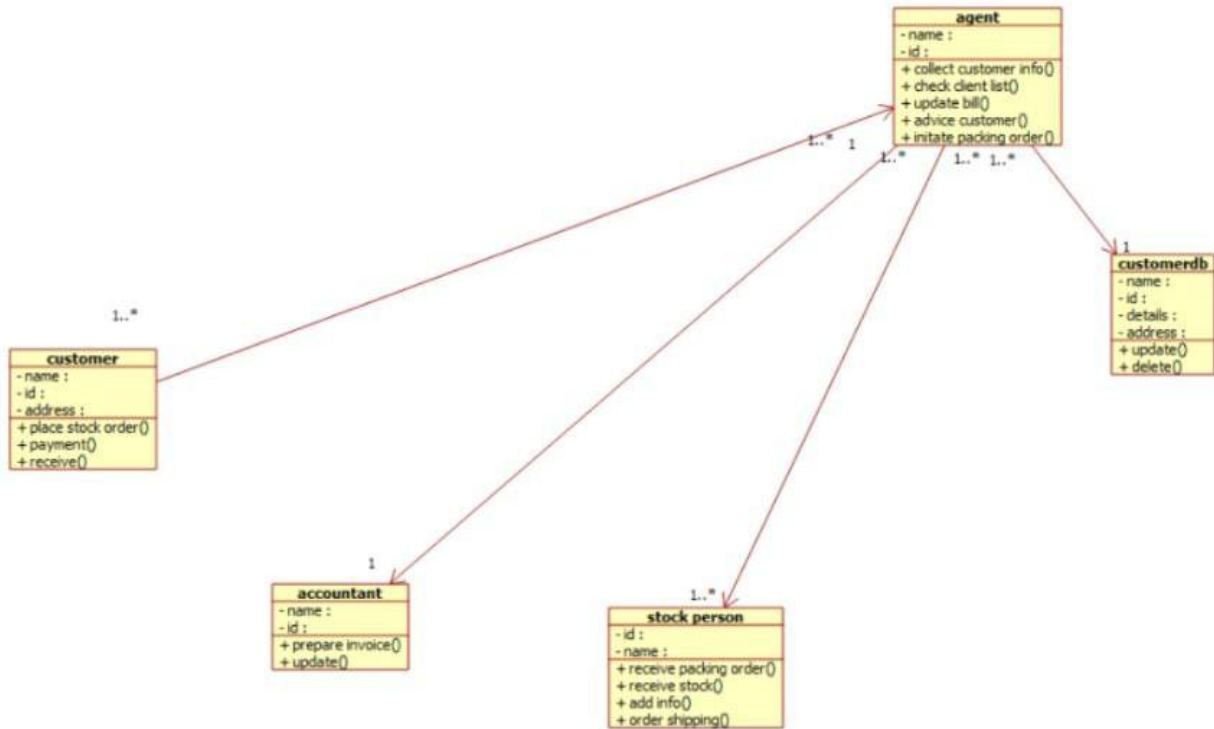 agent
- name :
- id :
+ collect customer info()
+ check client list()
+ update bill()
+ advice customer()
+ initate packing order()
1..*
1
1..*
1..*
1..*
1
customerdb
- name :
- id :
- details :
- address :
+ update()
+ delete()
1..*
customer
- name :
- id :
- address :
+ place stock order()
+ payment()
+ receive()
1
accountant
- name :
- id :
+ prepare invoice()
+ update()
1..*
stock person
- id :
- name :
+ receive packing order()
+ receive stock()
+ add info()
+ order shipping()